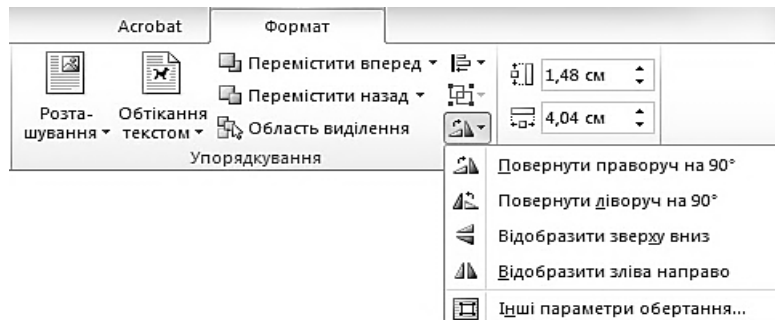 Acrobat
Формат
Розта-
шування
Обтікання
текстом
Перемістити вперед
Перемістити назад
Область виділення
1,48 см
4,04 см
Упорядкування
Повернути праворуч на 90°
Повернути ліворуч на 90°
Відобразити зверху вниз
Відобразити зліва направо
Інші параметри обертання...